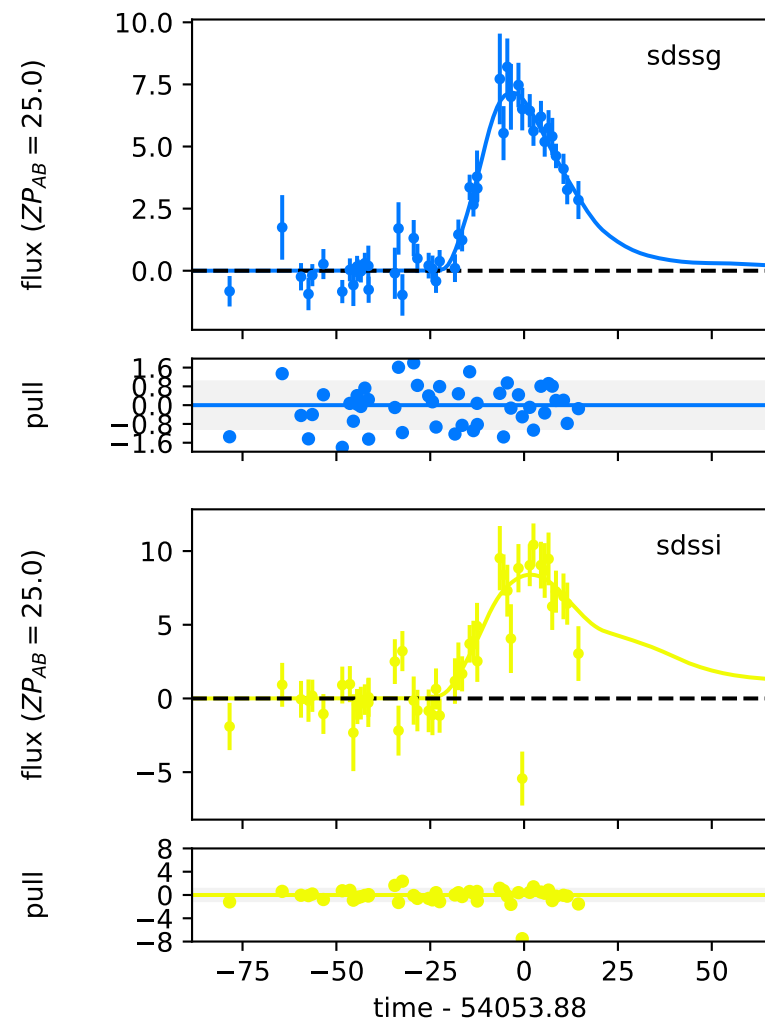 10.0
7.5
5.0
2.5
0.0
flux (ZP_AB = 25.0)
sdssg
1.6
0.8
0.0
−0.8
−1.6
pull
10
5
0
−5
flux (ZP_AB = 25.0)
sdssi
8
4
0
−4
−8
pull
−75 −50 −25 0 25 50
time - 54053.88